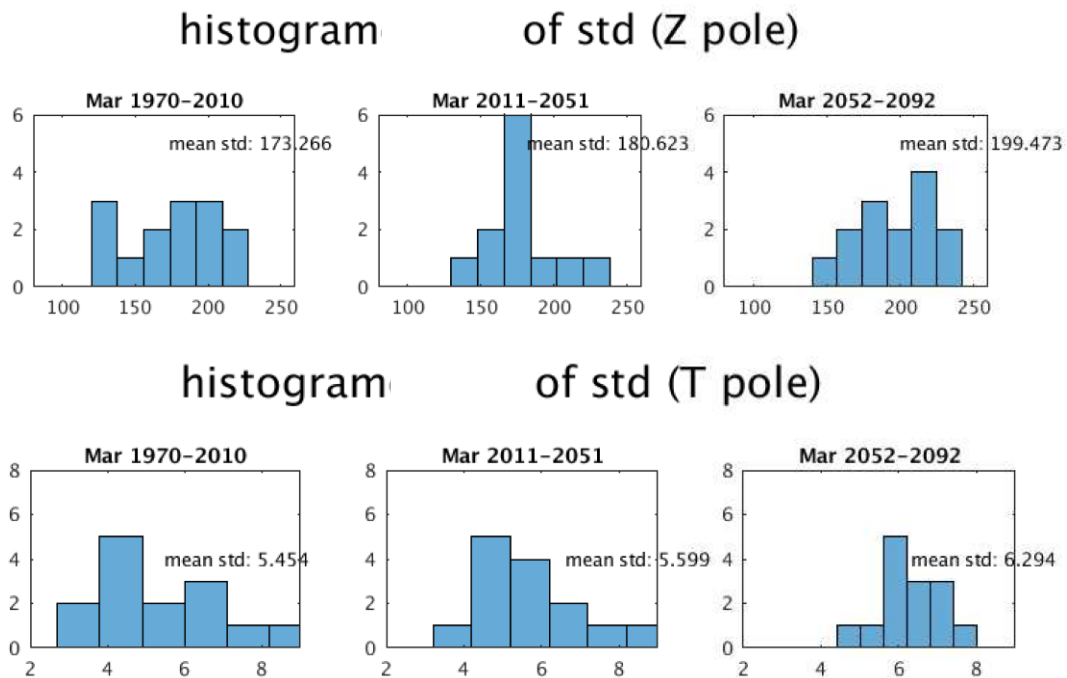 histogram of std (Z pole)
Mar 1970-2010 Mar 2011-2051 Mar 2052-2092
6 6 6
mean std: 173.266 mean std: 180.623 mean std: 199.473
4 4 4
2 2 2
0 0 0
100 150 200 250 100 150 200 250 100 150 200 250
histogram of std (T pole)
Mar 1970-2010 Mar 2011-2051 Mar 2052-2092
8 8 8
6 6 6
mean std: 5.454 mean std: 5.599 mean std: 6.294
4 4 4
2 2 2
0 0 0
2 4 6 8 2 4 6 8 2 4 6 8